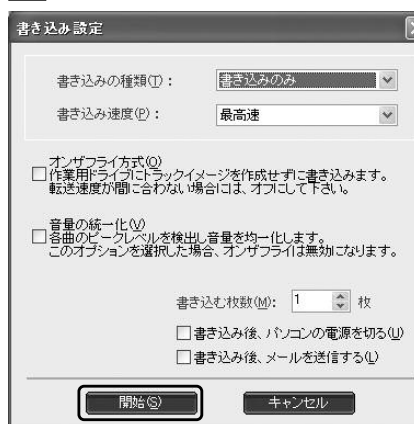 書き込み設定
書き込みの種類(T)： 書き込みのみ
書き込み速度(P)： 最高速
オンザフライ方式(O)
作業用ドライブにトラックイメージを作成せずに書き込みます。
転送速度が間に合わない場合には、オフにして下さい。
音量の統一化(V)
各曲のピークレベルを検出し音量を均一化します。
このオプションを選択した場合、オンザフライは無効になります。
書き込む枚数(M): 1 枚
書き込み後、パソコンの電源を切る(U)
書き込み後、メールを送信する(L)
開始(S) キャンセル